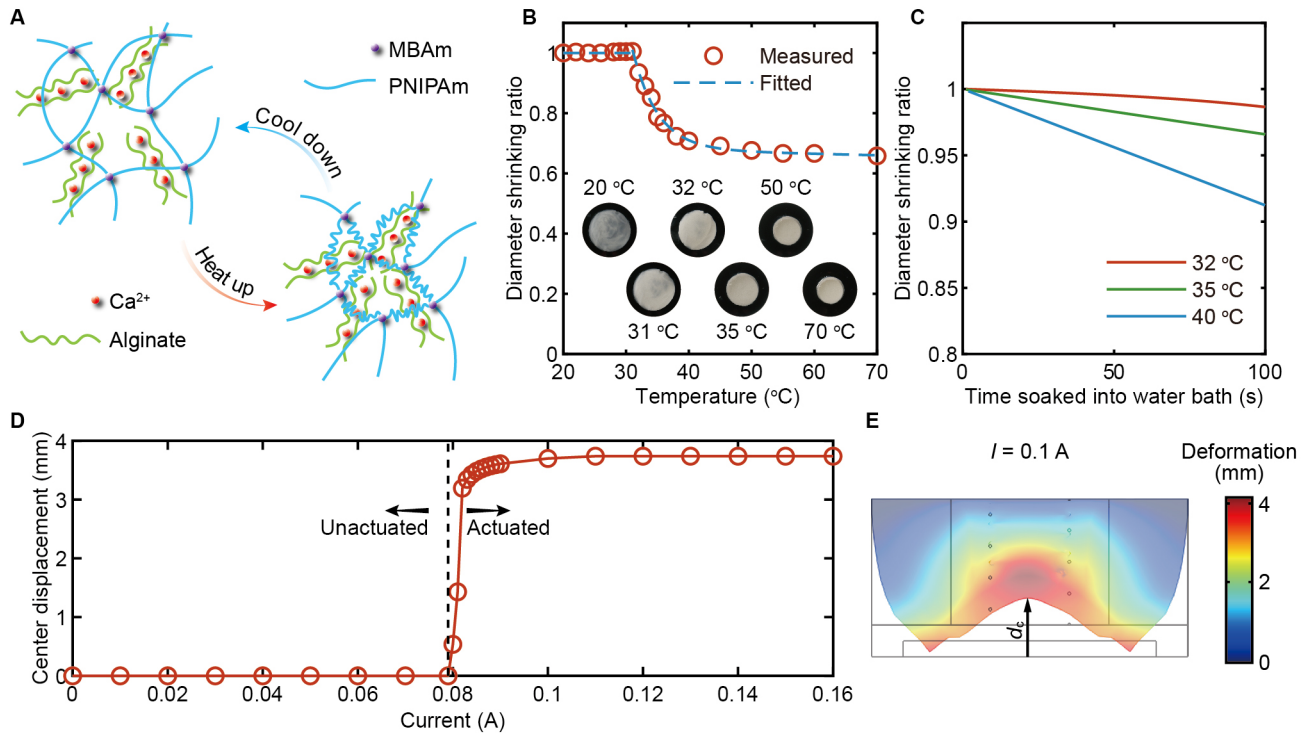 A
MBAm
PNIPAm
Cool down
Heat up
Ca²⁺
Alginate
B
Diameter shrinking ratio
1
0.8
0.6
0.4
0.2
0
Measured
Fitted
20 °C
32 °C
50 °C
31 °C
35 °C
70 °C
20
30
40
50
60
70
Temperature (°C)
C
Diameter shrinking ratio
1
0.95
0.9
0.85
0.8
32 °C
35 °C
40 °C
0
50
100
Time soaked into water bath (s)
D
Center displacement (mm)
4
3
2
1
0
Unactuated
Actuated
0
0.02
0.04
0.06
0.08
0.1
0.12
0.14
0.16
Current (A)
E
I = 0.1 A
Deformation
(mm)
4
2
0
dc